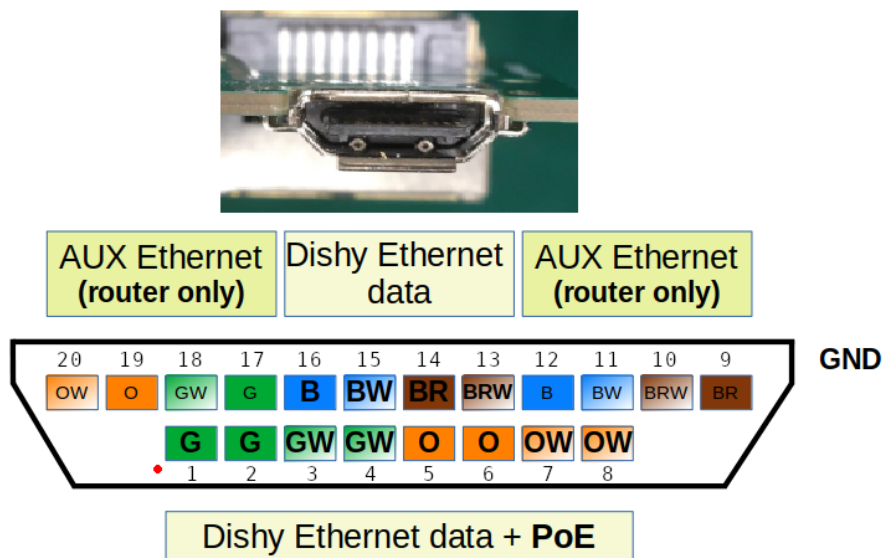 AUX Ethernet
(router only)
Dishy Ethernet
data
AUX Ethernet
(router only)
20 19 18 17 16 15 14 13 12 11 10 9
GND
OW O GW G B BW BR BRW B BW BRW BR
G G GW GW O O OW OW
1 2 3 4 5 6 7 8
Dishy Ethernet data + PoE